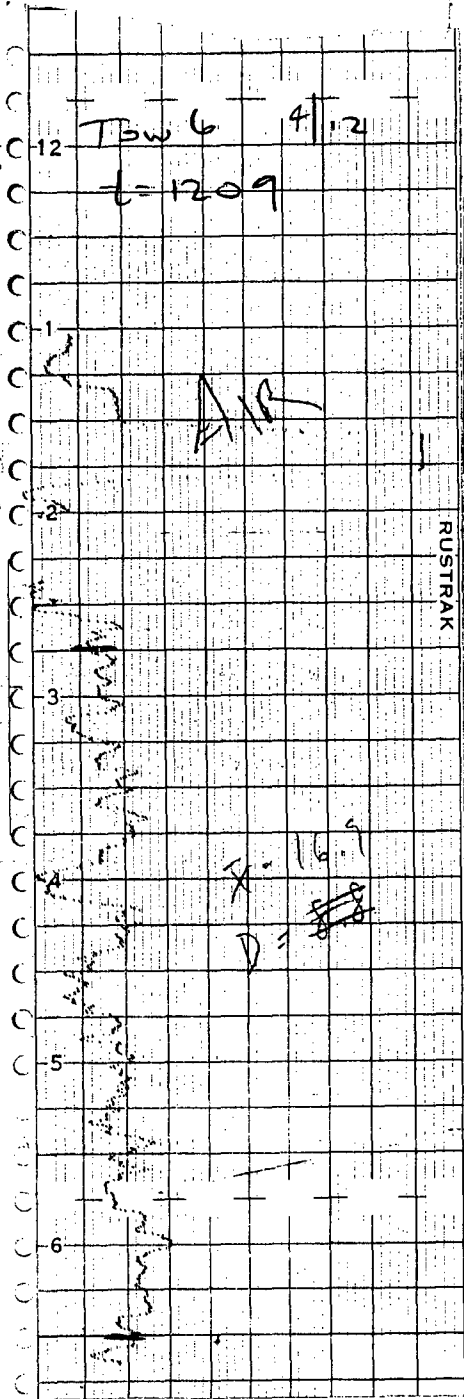 12 Tow 6 4/12
t = 1209
1
AIR
2
RUSTRAK
3
4
X = 16.9
D =
5
6